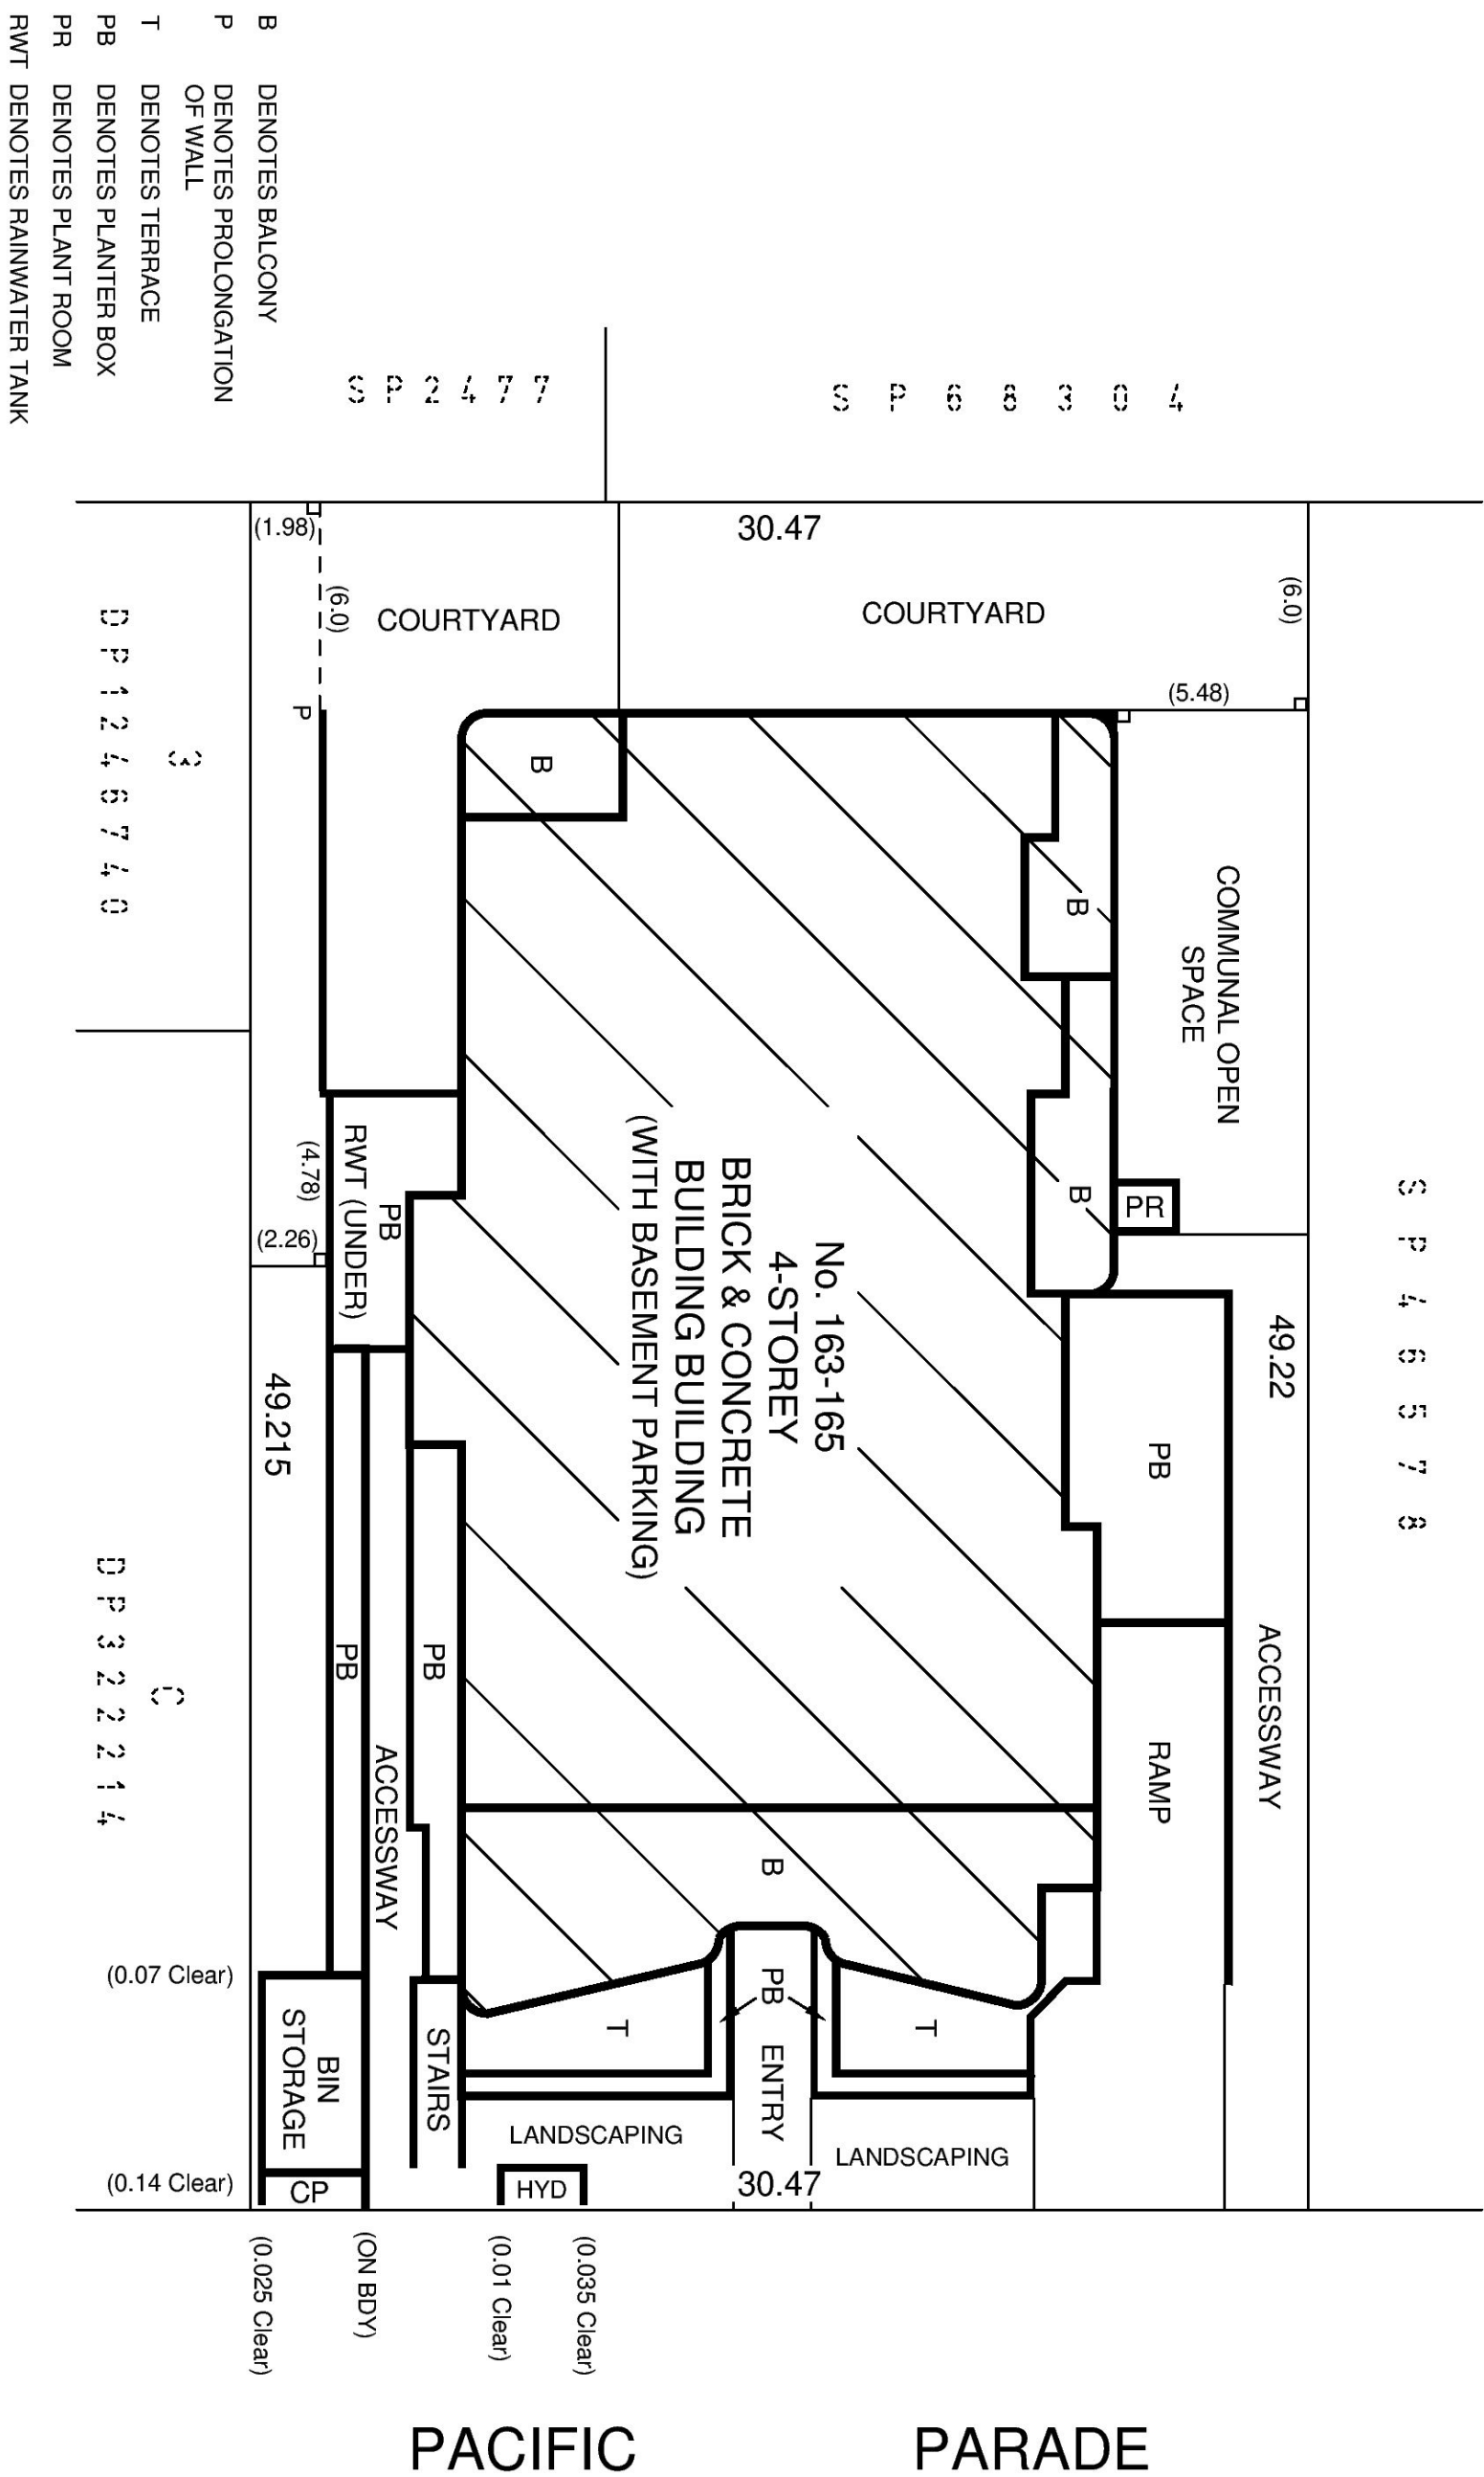 B DENOTES BALCONY
P DENOTES PROLONGATION
OF WALL
T DENOTES TERRACE
PB DENOTES PLANTER BOX
PR DENOTES PLANT ROOM
RWT DENOTES RAINWATER TANK
SP2477
SP68304
(1.98)
30.47
(6.0)
(6.0)
COURTYARD
COURTYARD
(5.48)
P
3
DP1246740
B
B
COMMUNAL OPEN
SPACE
SP46578
B
PR
RWT (UNDER)
PB
(4.78)
(2.26)
No. 163-165
4-STOREY
BRICK & CONCRETE
BUILDING BUILDING
(WITH BASEMENT PARKING)
49.22
49.215
PB
ACCESSWAY
RAMP
PB
PB
ACCESSWAY
C
DP322214
B
(0.07 Clear)
BIN
STORAGE
STAIRS
T
PB
T
ENTRY
LANDSCAPING
LANDSCAPING
(0.14 Clear)
CP
HYD
30.47
(0.025 Clear)
(ON BDY)
(0.01 Clear)
(0.035 Clear)
PACIFIC PARADE